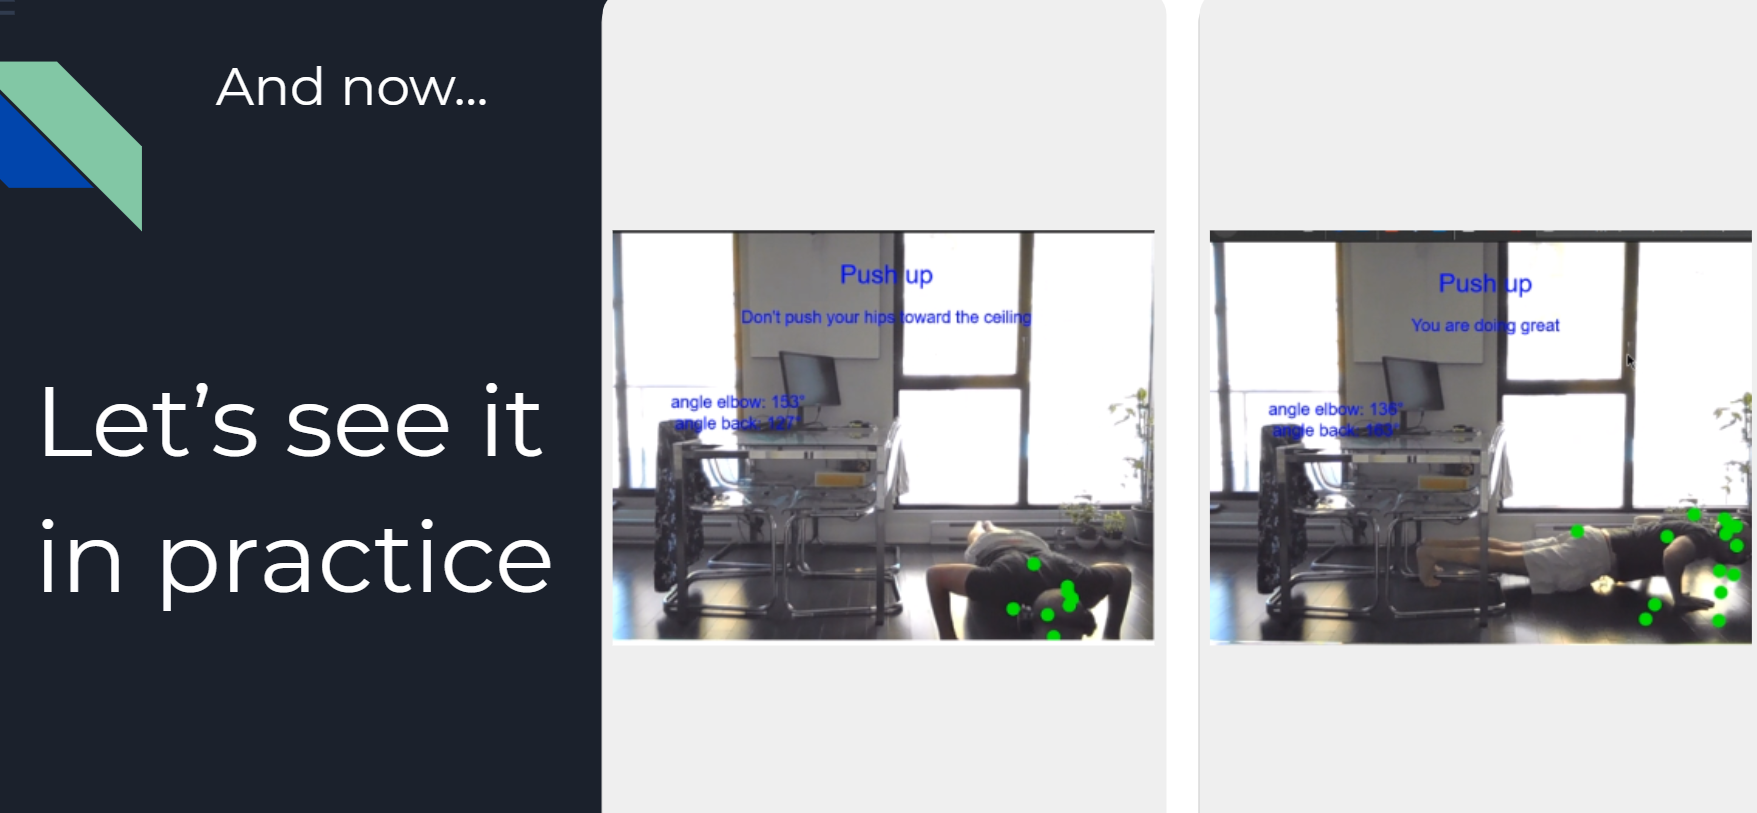 And now...
Let's see it
in practice
Push up
Don't push your hips toward the ceiling
angle elbow: 153°
angle back: 127°
Push up
You are doing great
angle elbow: 136°
angle back: 163°